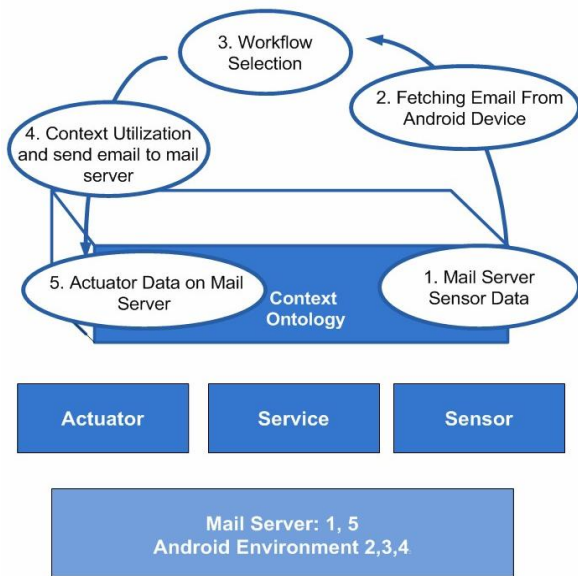 3. Workflow
Selection
2. Fetching Email From
Android Device
4. Context Utilization
and send email to mail
server
5. Actuator Data on Mail
Server
Context
Ontology
1. Mail Server
Sensor Data
Actuator
Service
Sensor
Mail Server: 1, 5
Android Environment 2,3,4